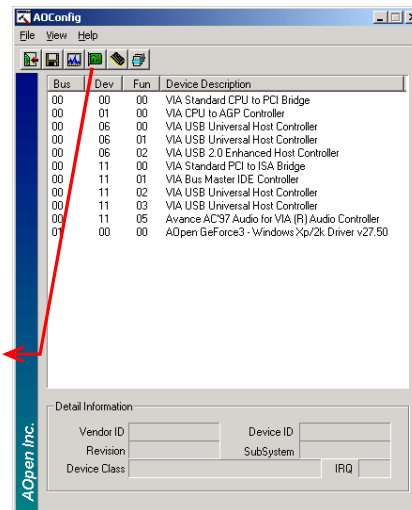 AOConfig
File View Help
Bus Dev Fun Device Description
00 00 00 VIA Standard CPU to PCI Bridge
00 01 00 VIA CPU to AGP Controller
00 06 00 VIA USB Universal Host Controller
00 06 01 VIA USB Universal Host Controller
00 06 02 VIA USB 2.0 Enhanced Host Controller
00 11 00 VIA Standard PCI to ISA Bridge
00 11 01 VIA Bus Master IDE Controller
00 11 02 VIA USB Universal Host Controller
00 11 03 VIA USB Universal Host Controller
00 11 05 Avance AC'97 Audio for VIA (R) Audio Controller
01 00 00 AOpen GeForce3 - Windows Xp/2k Driver v27.50
Detail Information
Vendor ID Device ID
Revision SubSystem
Device Class IRQ
AOpen Inc.